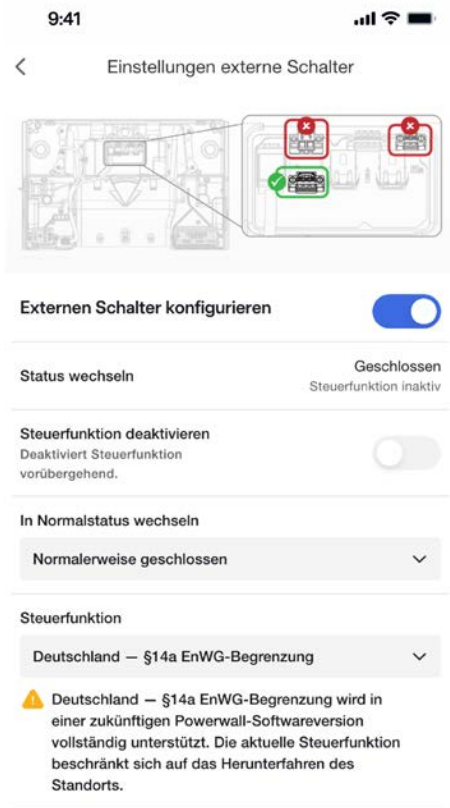 9:41
Einstellungen externe Schalter
Externen Schalter konfigurieren
Status wechseln
Geschlossen
Steuerfunktion inaktiv
Steuerfunktion deaktivieren
Deaktiviert Steuerfunktion
vorübergehend.
In Normalstatus wechseln
Normalerweise geschlossen
Steuerfunktion
Deutschland — §14a EnWG-Begrenzung
Deutschland — §14a EnWG-Begrenzung wird in
einer zukünftigen Powerwall-Softwareversion
vollständig unterstützt. Die aktuelle Steuerfunktion
beschränkt sich auf das Herunterfahren des
Standorts.